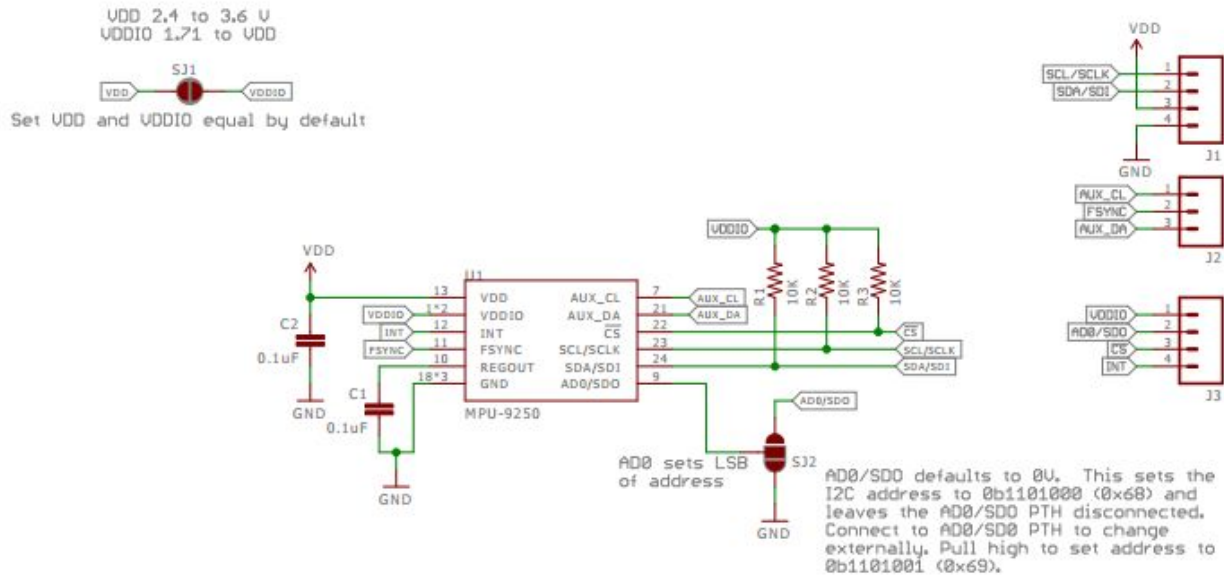 VDD 2.4 to 3.6 V
VDDIO 1.71 to VDD
SJ1
VDD
VDDIO
Set VDD and VDDIO equal by default
VDD
SCL/SCLK
SDA/SDI
1
2
3
4
J1
GND
AUX_CL
FSYNC
AUX_DA
1
2
3
J2
VDDIO
AD0/SDO
CS
INT
1
2
3
4
J3
VDD
C2
0.1uF
GND
C1
0.1uF
GND
VDDIO
INT
FSYNC
13
1*2
12
11
10
18*3
U1
VDD
VDDIO
INT
FSYNC
REGOUT
GND
AUX_CL
AUX_DA
CS
SCL/SCLK
SDA/SDI
AD0/SDO
MPU-9250
7
21
22
23
24
9
AUX_CL
AUX_DA
VDDIO
R1
10K
R2
10K
R3
10K
CS
SCL/SCLK
SDA/SDI
AD0/SDO
SJ2
GND
AD0 sets LSB
of address
AD0/SDO defaults to 0V. This sets the
I2C address to 0b1101000 (0x68) and
leaves the AD0/SDO PTH disconnected.
Connect to AD0/SD0 PTH to change
externally. Pull high to set address to
0b1101001 (0x69).